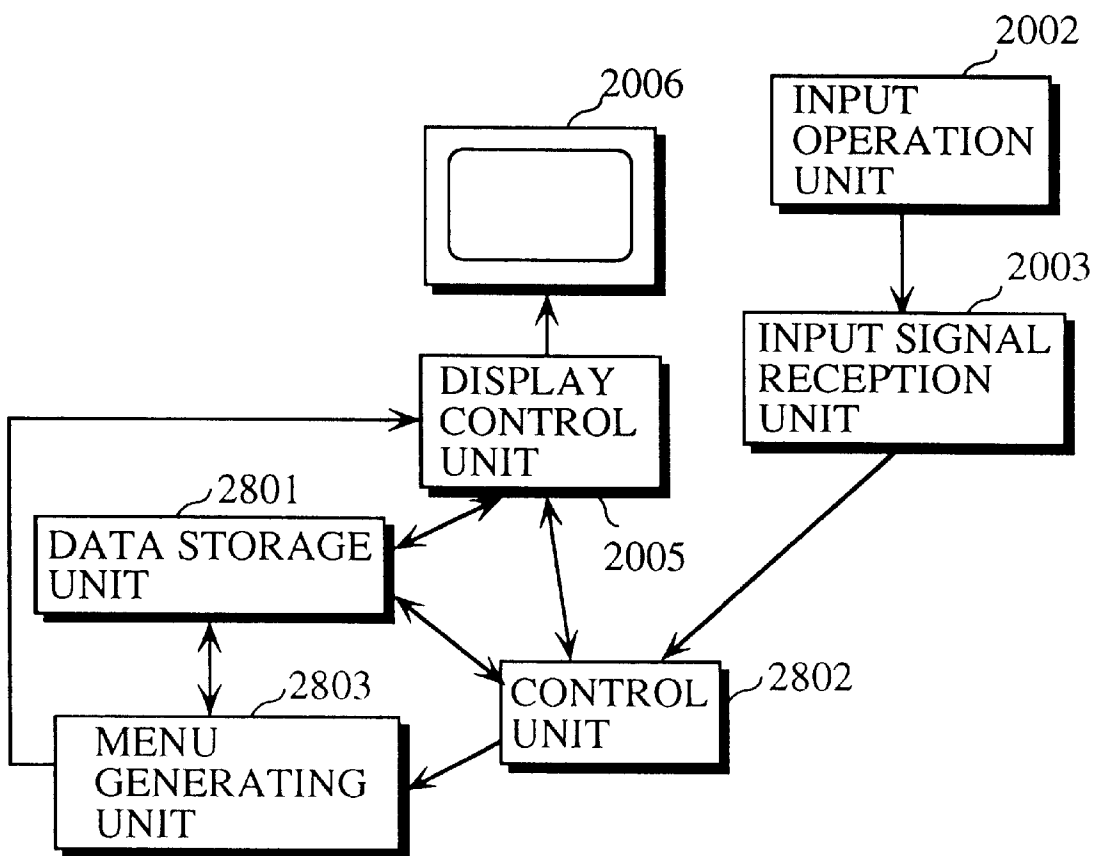 2002
INPUT
OPERATION
UNIT
2006
2003
INPUT SIGNAL
RECEPTION
UNIT
DISPLAY
CONTROL
UNIT
2005
2801
DATA STORAGE
UNIT
2802
CONTROL
UNIT
2803
MENU
GENERATING
UNIT